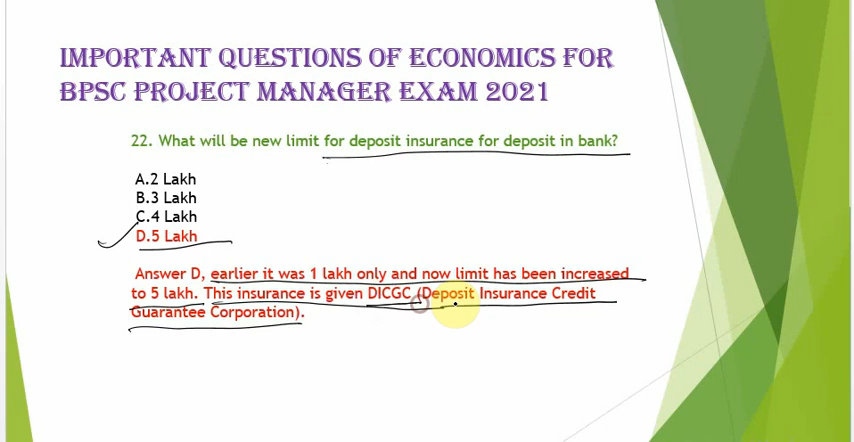 IMPORTANT QUESTIONS OF ECONOMICS FOR
BPSC PROJECT MANAGER EXAM 2021
22. What will be new limit for deposit insurance for deposit in bank?
A.2 Lakh
B.3 Lakh
C.4 Lakh
D.5 Lakh
Answer D, earlier it was 1 lakh only and now limit has been increased
to 5 lakh. This insurance is given DICGC (Deposit Insurance Credit
Guarantee Corporation).